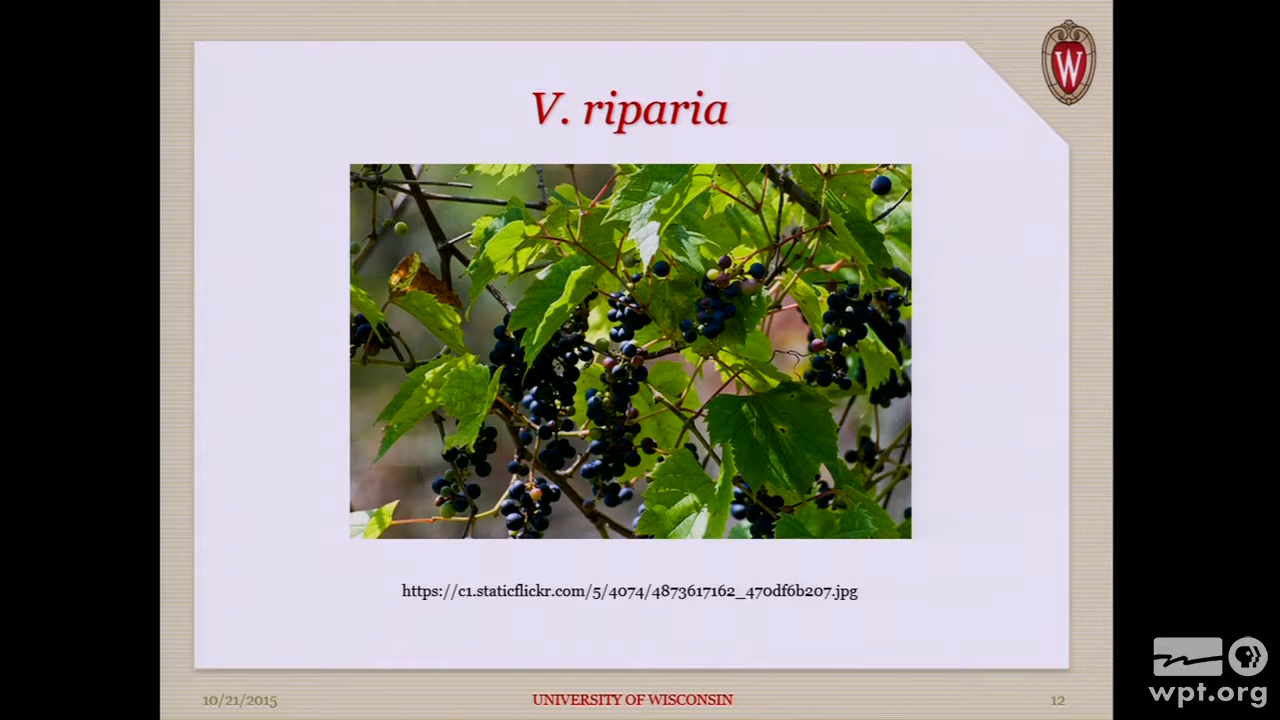 W
V. riparia
https://c1.staticflickr.com/5/4074/4873617162_470df6b207.jpg
10/21/2015
UNIVERSITY OF WISCONSIN
12
wpt.org